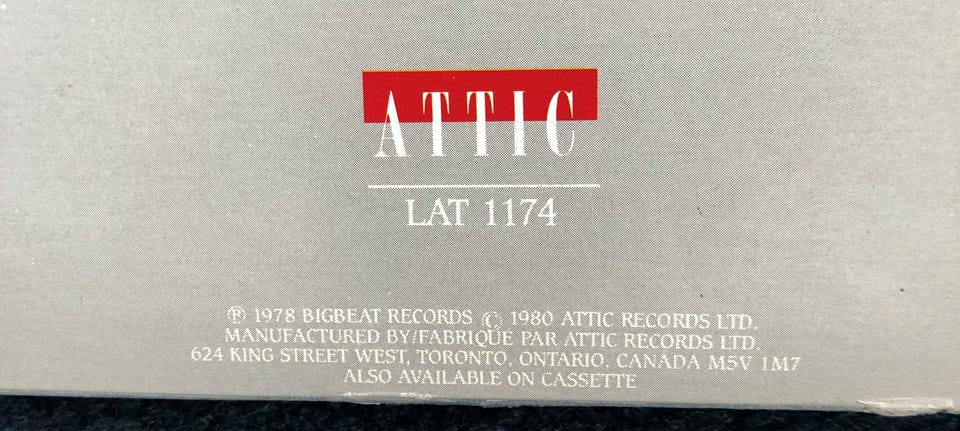 ATTIC
LAT 1174
℗ 1978 BIGBEAT RECORDS © 1980 ATTIC RECORDS LTD.
MANUFACTURED BY/FABRIQUÉ PAR ATTIC RECORDS LTD.
624 KING STREET WEST, TORONTO, ONTARIO, CANADA M5V 1M7
ALSO AVAILABLE ON CASSETTE